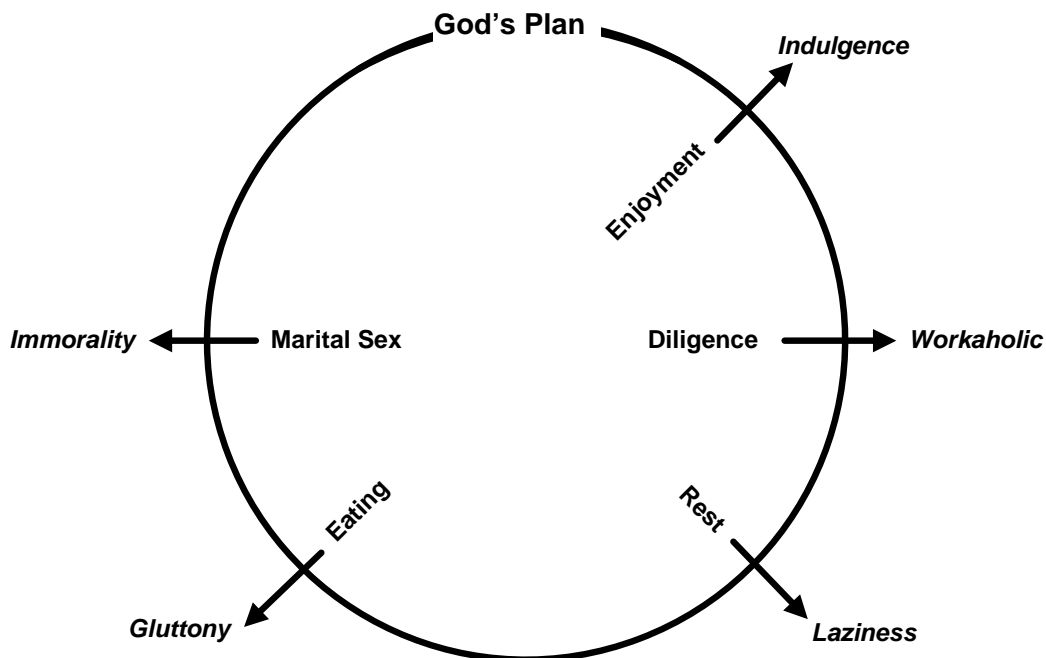 God’s Plan
Indulgence
Enjoyment
Immorality
Marital Sex
Diligence
Workaholic
Eating
Rest
Gluttony
Laziness